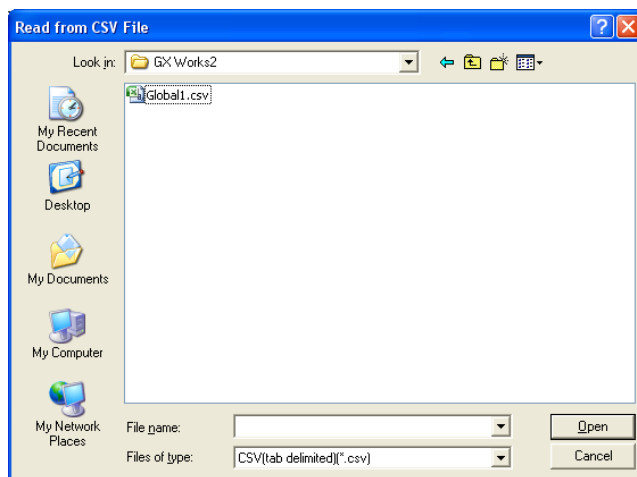 Read from CSV File
Look in: GX Works2
Global1.csv
My Recent
Documents
Desktop
My Documents
My Computer
My Network
Places
File name:
Open
Files of type: CSV(tab delimited)(*.csv)
Cancel